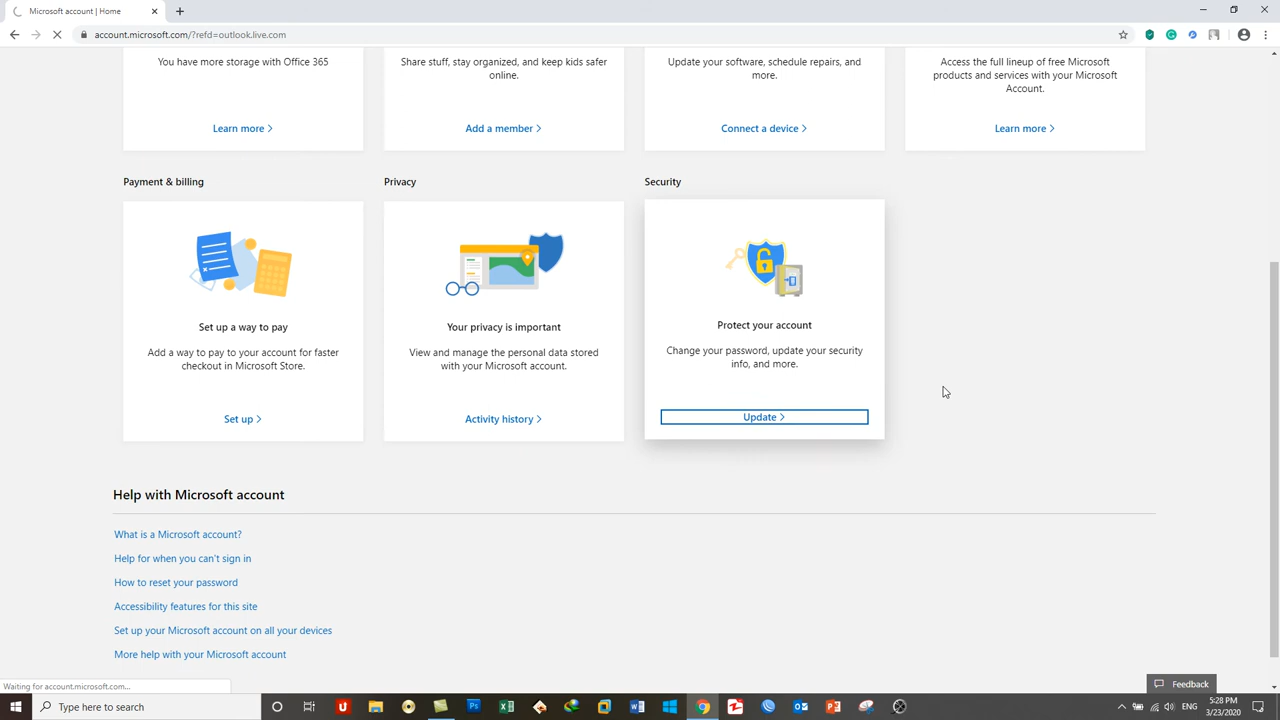 Microsoft account | Home
account.microsoft.com/?refd=outlook.live.com
You have more storage with Office 365
Learn more >
Share stuff, stay organized, and keep kids safer
online.
Add a member >
Update your software, schedule repairs, and
more.
Connect a device >
Access the full lineup of free Microsoft
products and services with your Microsoft
Account.
Learn more >
Payment & billing
Set up a way to pay
Add a way to pay to your account for faster
checkout in Microsoft Store.
Set up >
Privacy
Your privacy is important
View and manage the personal data stored
with your Microsoft account.
Activity history >
Security
Protect your account
Change your password, update your security
info, and more.
Update >
Help with Microsoft account
What is a Microsoft account?
Help for when you can't sign in
How to reset your password
Accessibility features for this site
Set up your Microsoft account on all your devices
More help with your Microsoft account
Feedback
Waiting for account.microsoft.com...
Type here to search
5:28 PM
3/23/2020